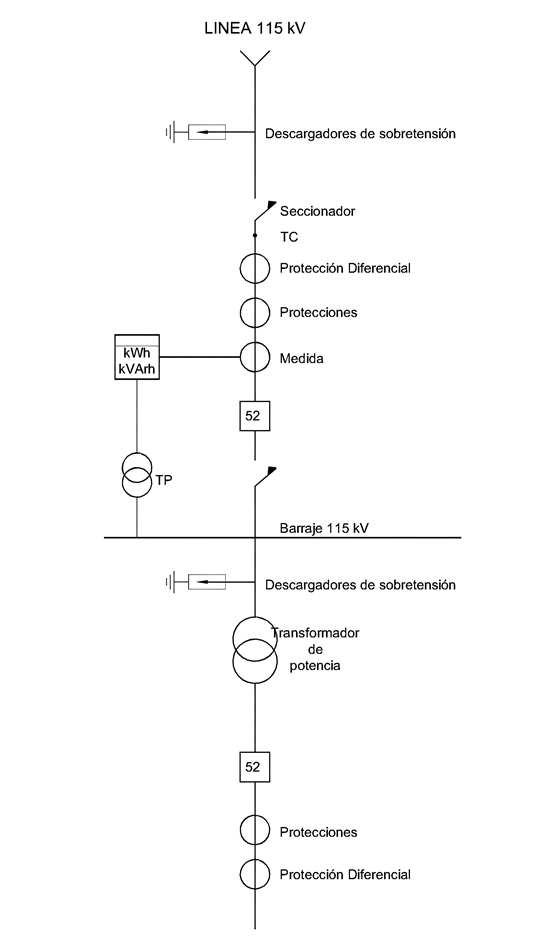 LINEA 115 kV
Descargadores de sobretensión
Seccionador
TC
Protección Diferencial
Protecciones
kWh
kVArh
Medida
52
TP
Barraje 115 kV
Descargadores de sobretensión
Transformador
de
potencia
52
Protecciones
Protección Diferencial